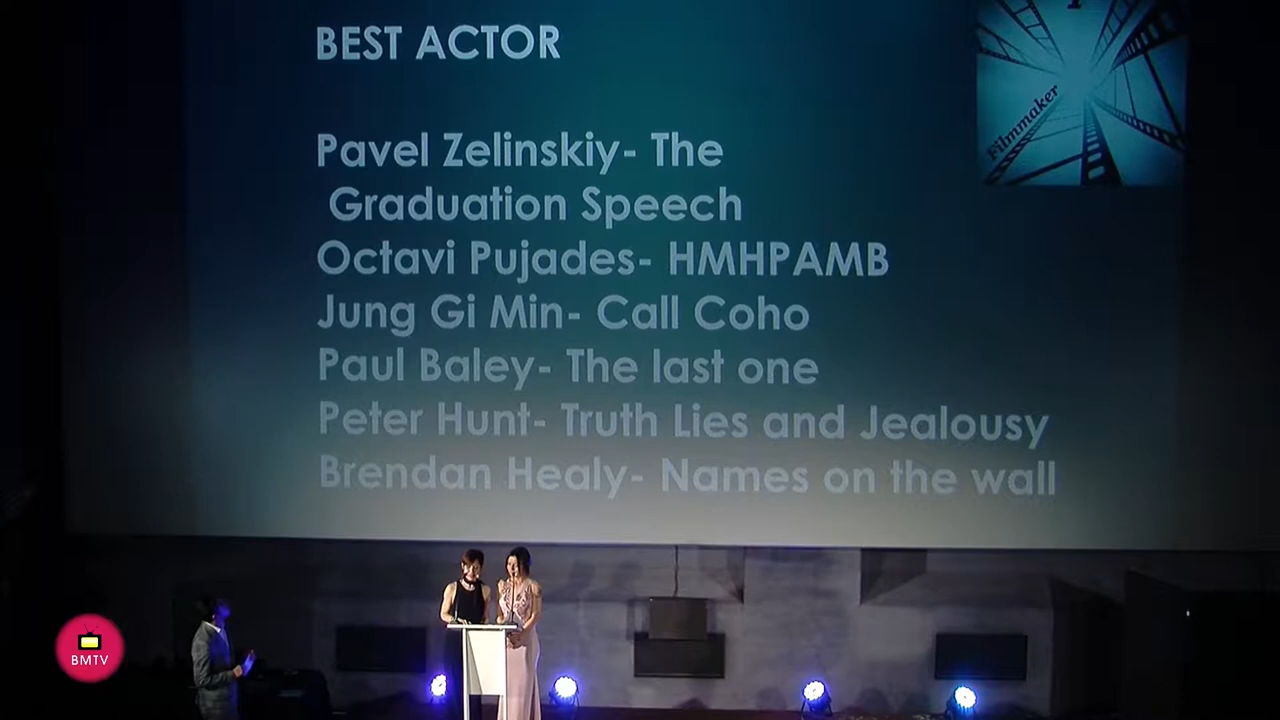 BEST ACTOR
Pavel Zelinskiy- The
Graduation Speech
Octavi Pujades- HMHPAMB
Jung Gi Min- Call Coho
Paul Baley- The last one
Peter Hunt- Truth Lies and Jealousy
Brendan Healy- Names on the wall
Filmmaker
BMTV